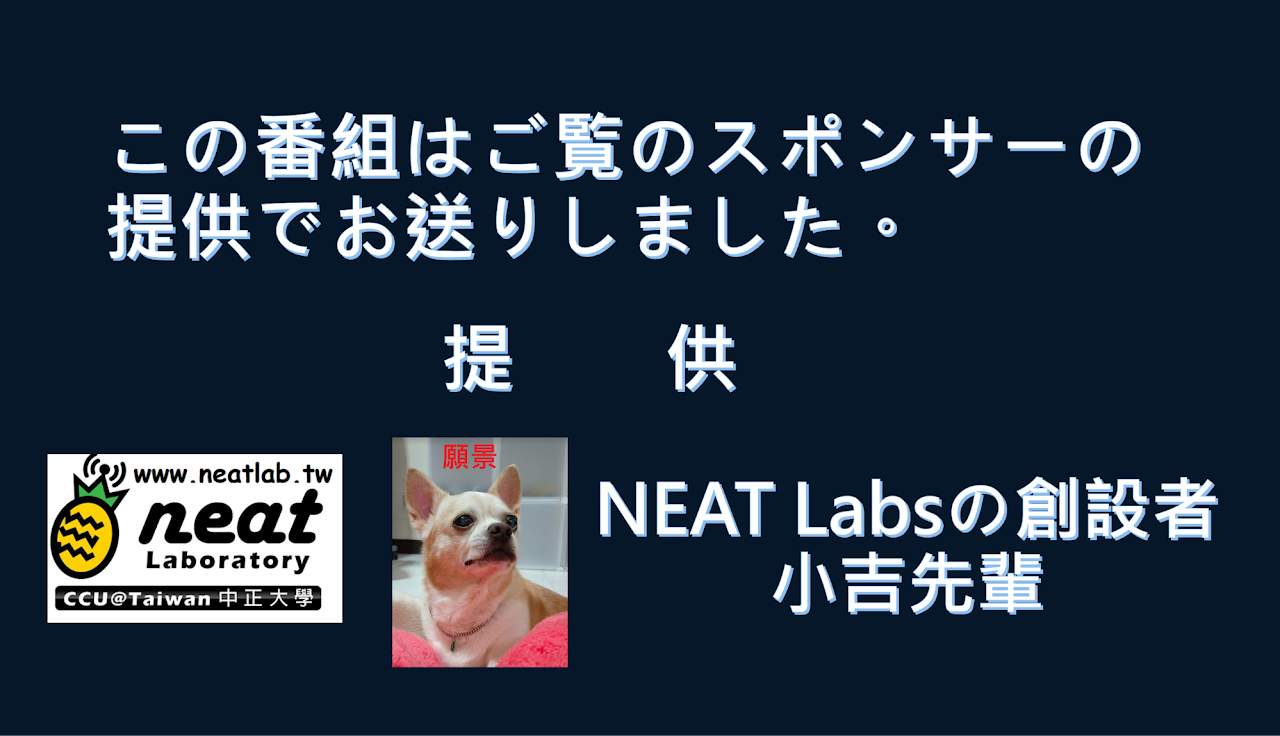 この番組はご覧のスポンサーの
提供でお送りしました。
提　　供
www.neatlab.tw
neat
Laboratory
CCU@Taiwan 中正大學
願景
NEAT Labsの創設者
小吉先輩